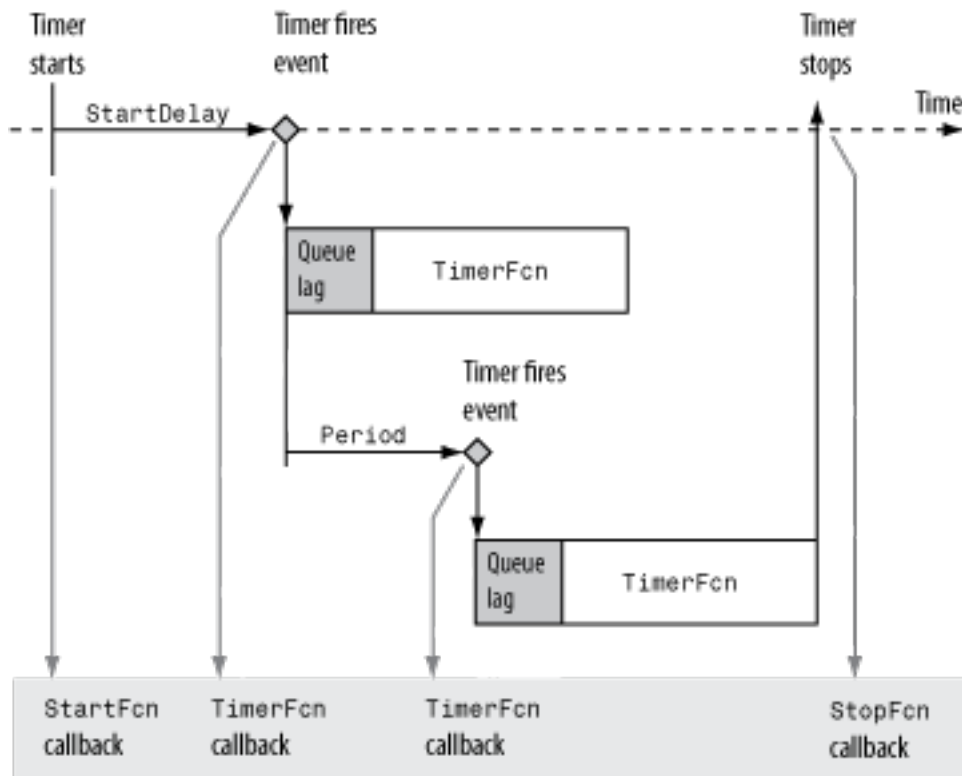 Timer
starts
Timer fires
event
Timer
stops
StartDelay
Time
Queue
lag
TimerFcn
Timer fires
event
Period
Queue
lag
TimerFcn
StartFcn
callback
TimerFcn
callback
TimerFcn
callback
StopFcn
callback